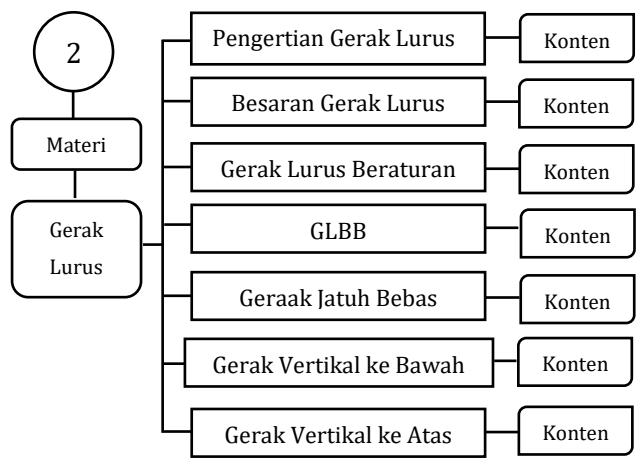 2
Materi
Gerak
Lurus
Pengertian Gerak Lurus
Konten
Besaran Gerak Lurus
Konten
Gerak Lurus Beraturan
Konten
GLBB
Konten
Geraak Jatuh Bebas
Konten
Gerak Vertikal ke Bawah
Konten
Gerak Vertikal ke Atas
Konten